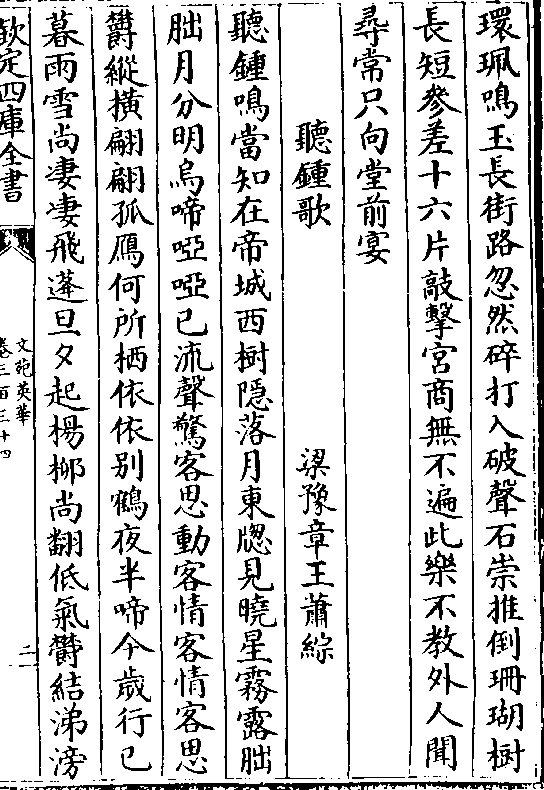 環珮鳴玉長街路忽然碎打入破聲石崇推倒珊瑚樹
長短參差十六片敲擊宮商無不遍此樂不教外人聞
尋常只向堂前宴
聽鍾歌 梁豫章王蕭綜
聽鍾鳴當知在帝城西樹隱落月東牕見曉星霧露朏
朏月分明烏啼啞啞已流聲驚客思動客情客情客思
欝縱橫翩翩孤鴈何所栖依依别鶴夜半啼今歲行已
暮雨雪尚凄凄飛蓬旦夕起楊桺尚翻低氣欝結涕滂
欽定四庫全書
文苑英華
卷三百三十四
二